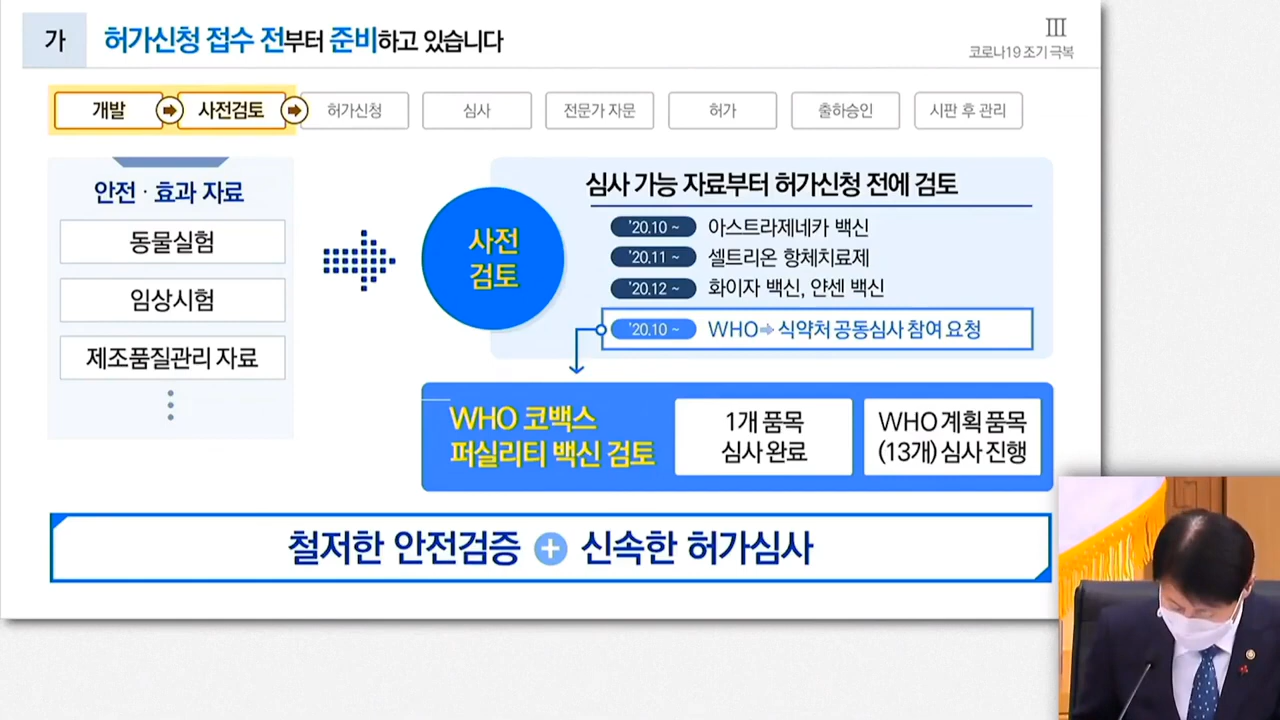 가
허가신청 접수 전부터 준비하고 있습니다
Ⅲ
코로나19 조기 극복
개발
사전검토
허가신청
심사
전문가 자문
허가
출하승인
시판 후 관리
안전·효과 자료
동물실험
임상시험
제조품질관리 자료
사전
검토
심사 가능 자료부터 허가신청 전에 검토
'20.10 ~ 아스트라제네카 백신
'20.11 ~ 셀트리온 항체치료제
'20.12 ~ 화이자 백신, 얀센 백신
'20.10 ~ WHO⇨식약처 공동심사 참여 요청
WHO 코백스
퍼실리티 백신 검토
1개 품목
심사 완료
WHO 계획 품목
(13개) 심사 진행
철저한 안전검증 + 신속한 허가심사